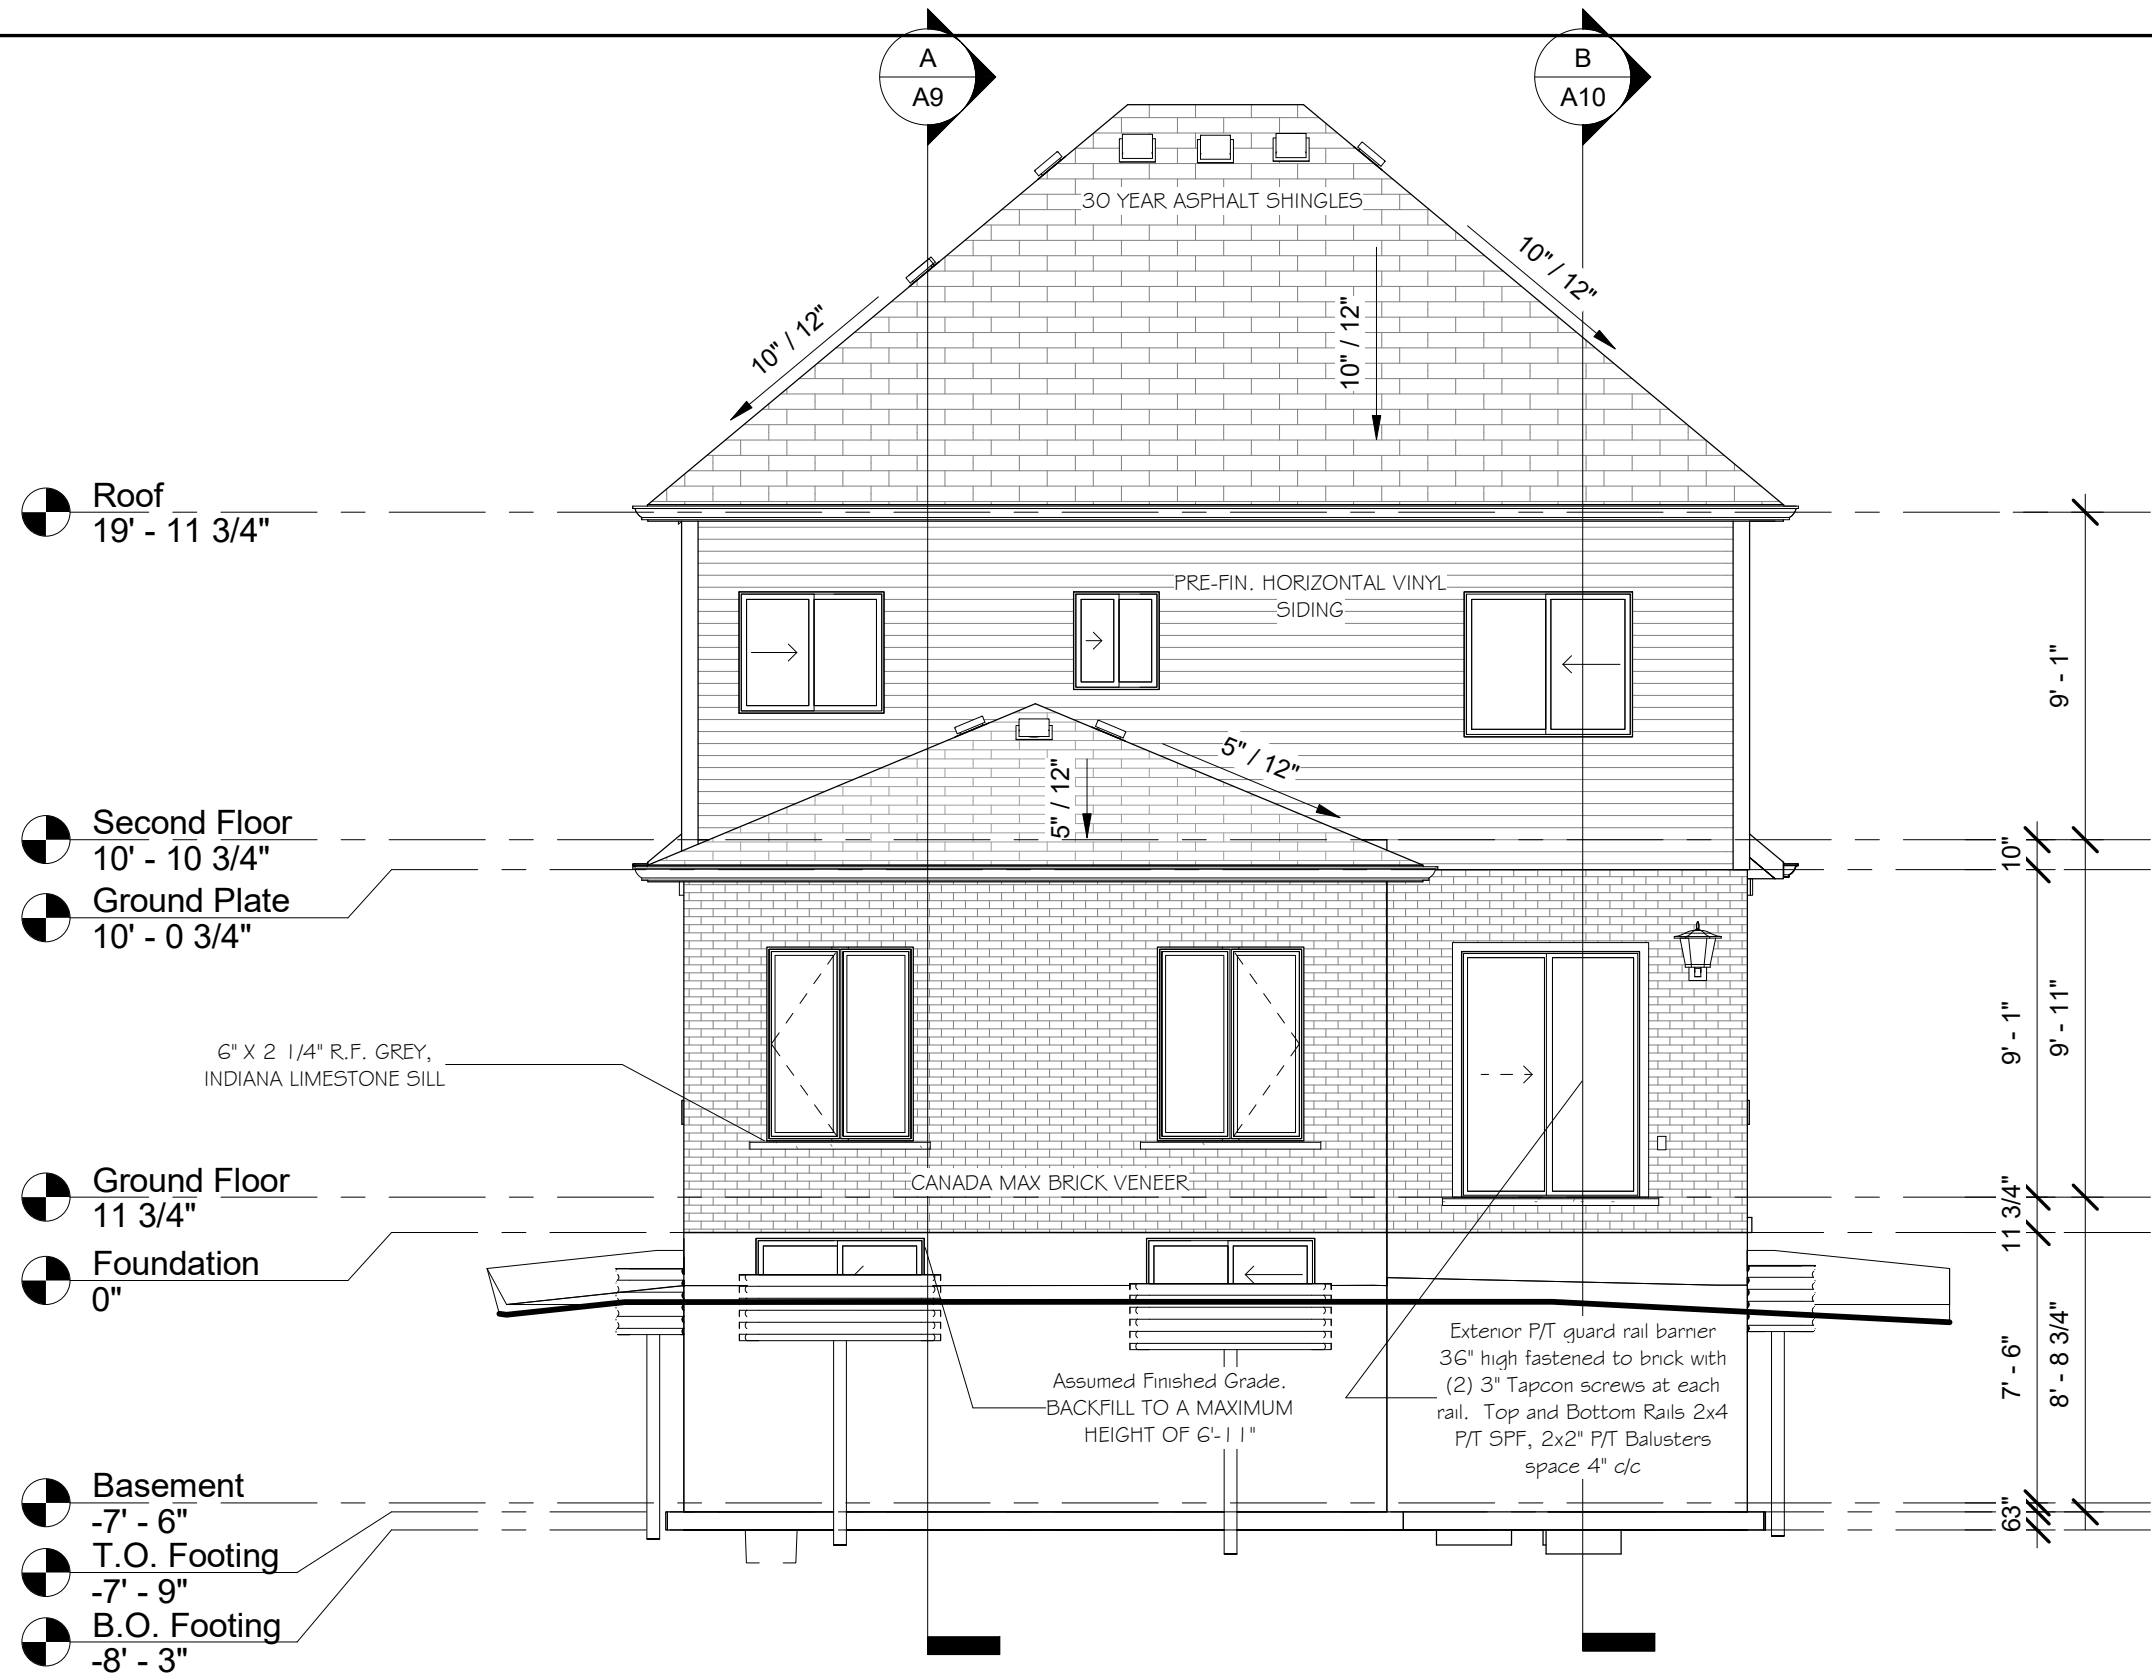 A
A9
B
A10
30 YEAR ASPHALT SHINGLES
10" / 12"
10" / 12"
10" / 12"
Roof
19' - 11 3/4"
PRE-FIN. HORIZONTAL VINYL
SIDING
9' - 1"
5" / 12"
5" / 12"
Second Floor
10' - 10 3/4"
10"
Ground Plate
10' - 0 3/4"
9' - 1"
9' - 11"
6" X 2 1/4" R.F. GREY,
INDIANA LIMESTONE SILL
CANADA MAX BRICK VENEER
Ground Floor
11 3/4"
11 3/4"
Foundation
0"
Assumed Finished Grade.
BACKFILL TO A MAXIMUM
HEIGHT OF 6'-11"
Exterior P/T guard rail barrier
36" high fastened to brick with
(2) 3" Tapcon screws at each
rail. Top and Bottom Rails 2x4
P/T SPF, 2x2" P/T Balusters
space 4" c/c
7' - 6"
8' - 8 3/4"
Basement
-7' - 6"
T.O. Footing
-7' - 9"
B.O. Footing
-8' - 3"